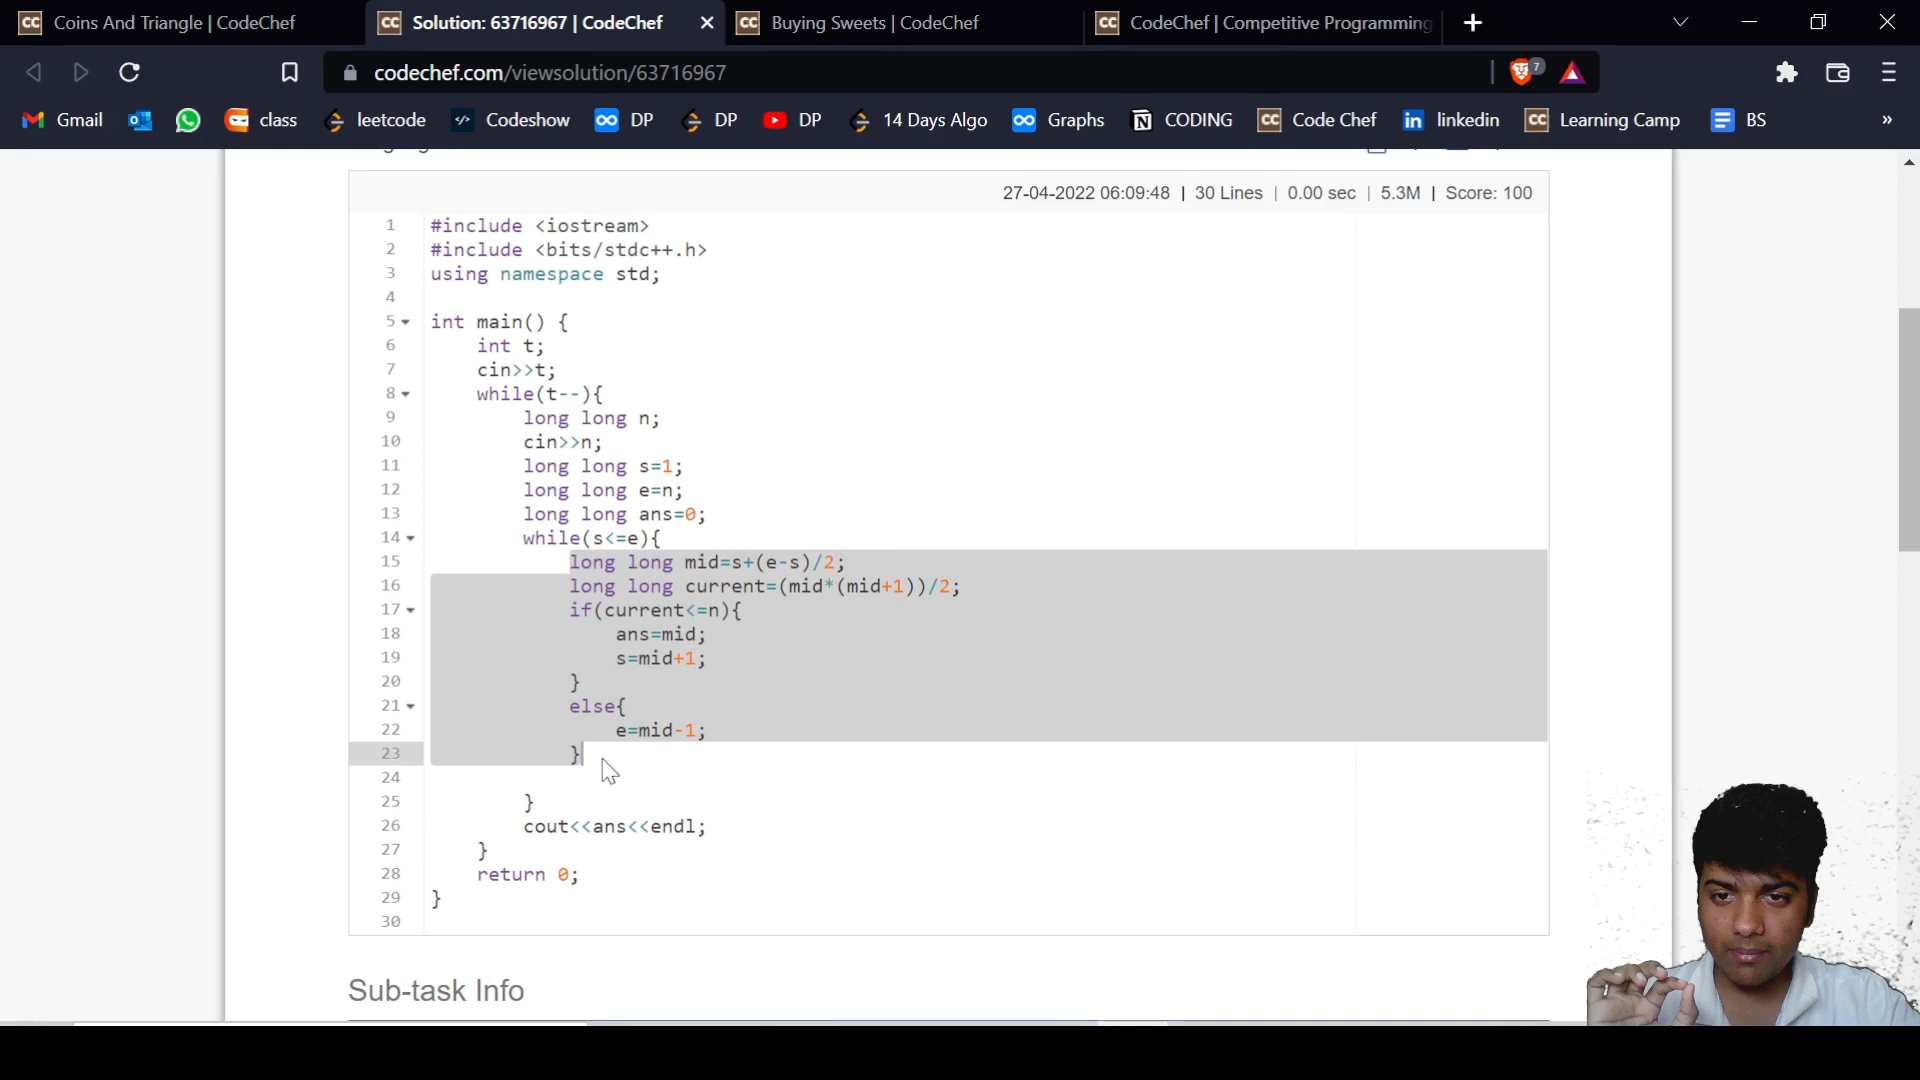 Coins And Triangle | CodeChef
Solution: 63716967 | CodeChef
Buying Sweets | CodeChef
CodeChef | Competitive Programming
codechef.com/viewsolution/63716967
7
Gmail
class
leetcode
Codeshow
DP
DP
DP
14 Days Algo
Graphs
CODING
Code Chef
linkedin
Learning Camp
BS
»
27-04-2022 06:09:48 | 30 Lines | 0.00 sec | 5.3M | Score: 100
1 #include <iostream>
2 #include <bits/stdc++.h>
3 using namespace std;
4
5 int main() {
6 int t;
7 cin>>t;
8 while(t--){
9 long long n;
10 cin>>n;
11 long long s=1;
12 long long e=n;
13 long long ans=0;
14 while(s<=e){
15 long long mid=s+(e-s)/2;
16 long long current=(mid*(mid+1))/2;
17 if(current<=n){
18 ans=mid;
19 s=mid+1;
20 }
21 else{
22 e=mid-1;
23 }
24
25 }
26 cout<<ans<<endl;
27 }
28 return 0;
29 }
30
Sub-task Info